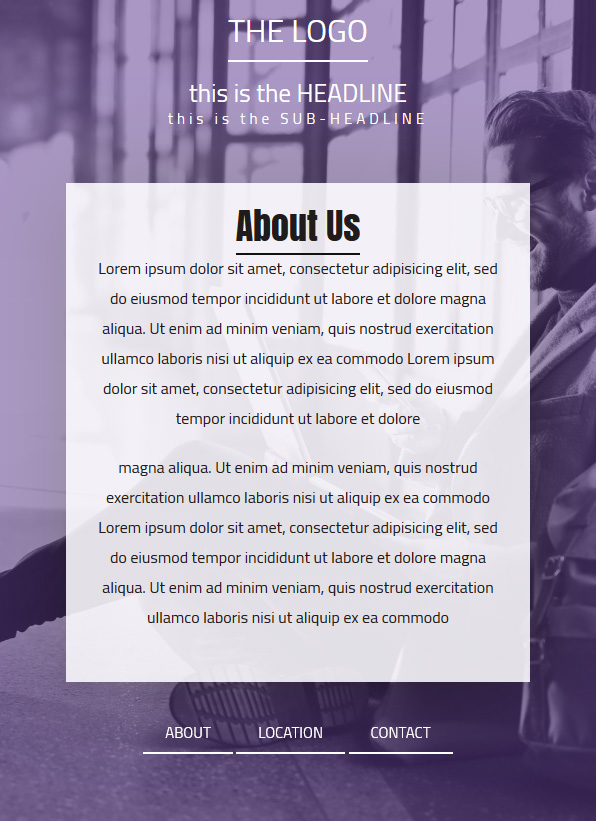 THE LOGO
this is the HEADLINE
this is the SUB-HEADLINE
About Us
Lorem ipsum dolor sit amet, consectetur adipisicing elit, sed
do eiusmod tempor incididunt ut labore et dolore magna
aliqua. Ut enim ad minim veniam, quis nostrud exercitation
ullamco laboris nisi ut aliquip ex ea commodo Lorem ipsum
dolor sit amet, consectetur adipisicing elit, sed do eiusmod
tempor incididunt ut labore et dolore
magna aliqua. Ut enim ad minim veniam, quis nostrud
exercitation ullamco laboris nisi ut aliquip ex ea commodo
Lorem ipsum dolor sit amet, consectetur adipisicing elit, sed
do eiusmod tempor incididunt ut labore et dolore magna
aliqua. Ut enim ad minim veniam, quis nostrud exercitation
ullamco laboris nisi ut aliquip ex ea commodo
ABOUT LOCATION CONTACT